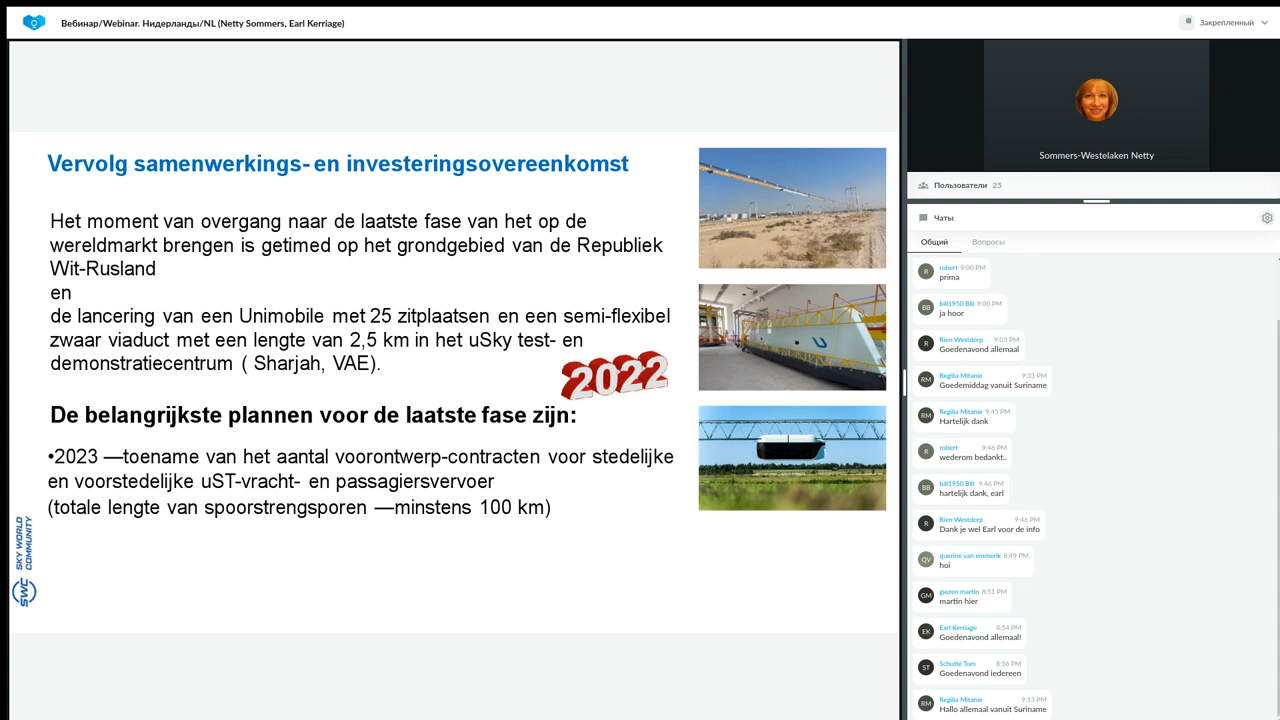 Вебинар/Webinar. Нидерланды/NL (Netty Sommers, Earl Kerriage)
Закрепленный
Vervolg samenwerkings- en investeringsovereenkomst
Het moment van overgang naar de laatste fase van het op de
wereldmarkt brengen is getimed op het grondgebied van de Republiek
Wit-Rusland
en
de lancering van een Unimobile met 25 zitplaatsen en een semi-flexibel
zwaar viaduct met een lengte van 2,5 km in het uSky test- en
demonstratiecentrum ( Sharjah, VAE).
2022
De belangrijkste plannen voor de laatste fase zijn:
•2023 —toename van het aental voorontwerp-contracten voor stedelijke
en voorstedelijke uST-vracht- en passagiersvervoer
(totale lengte van spoorstrengsporen —minstens 100 km)
SWC SKY WORLD
COMMUNITY
Sommers-Westelaken Netty
Пользователи 25
Чаты
Общий Вопросы
R robert 9:00 PM
prima
BB bill1950 Bill 9:00 PM
ja hoor
R Rien Westdorp 9:03 PM
Goedenavond allemaal
RM Regilia Mitanie 9:33 PM
Goedemiddag vanuit Suriname
RM Regilia Mitanie 9:45 PM
Hartelijk dank
R robert 9:46 PM
wederom bedankt..
BB bill1950 Bill 9:46 PM
hartelijk dank, earl
R Rien Westdorp 9:46 PM
Dank je wel Earl voor de info
QV querine van emmerik 8:49 PM
hoi
GM giezen martin 8:51 PM
martin hier
EK Earl Kerriage 8:54 PM
Goedenavond allemaal!
ST Schutte Tom 8:56 PM
Goedenavond iedereen
RM Regilia Mitanie 9:13 PM
Hallo allemaal vanuit Suriname